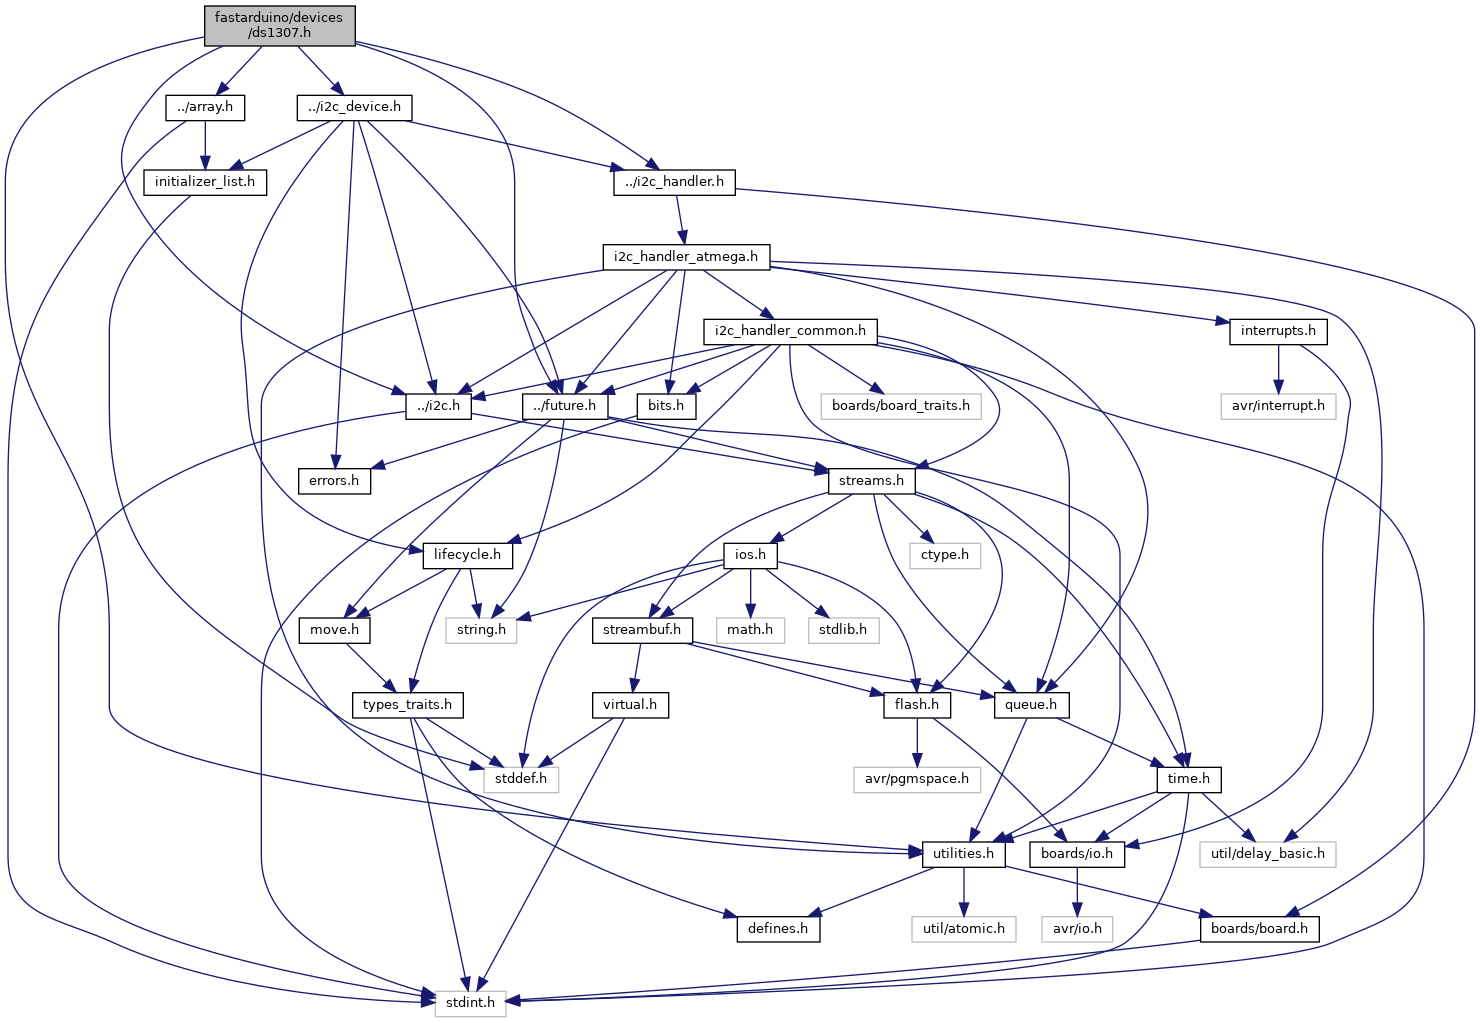 fastarduino/devices
/ds1307.h
../array.h
../i2c_device.h
initializer_list.h
../i2c_handler.h
i2c_handler_atmega.h
i2c_handler_common.h
interrupts.h
../i2c.h
../future.h
bits.h
boards/board_traits.h
avr/interrupt.h
errors.h
streams.h
lifecycle.h
ios.h
ctype.h
move.h
string.h
streambuf.h
math.h
stdlib.h
types_traits.h
virtual.h
flash.h
queue.h
stddef.h
avr/pgmspace.h
time.h
utilities.h
boards/io.h
util/delay_basic.h
defines.h
util/atomic.h
avr/io.h
boards/board.h
stdint.h